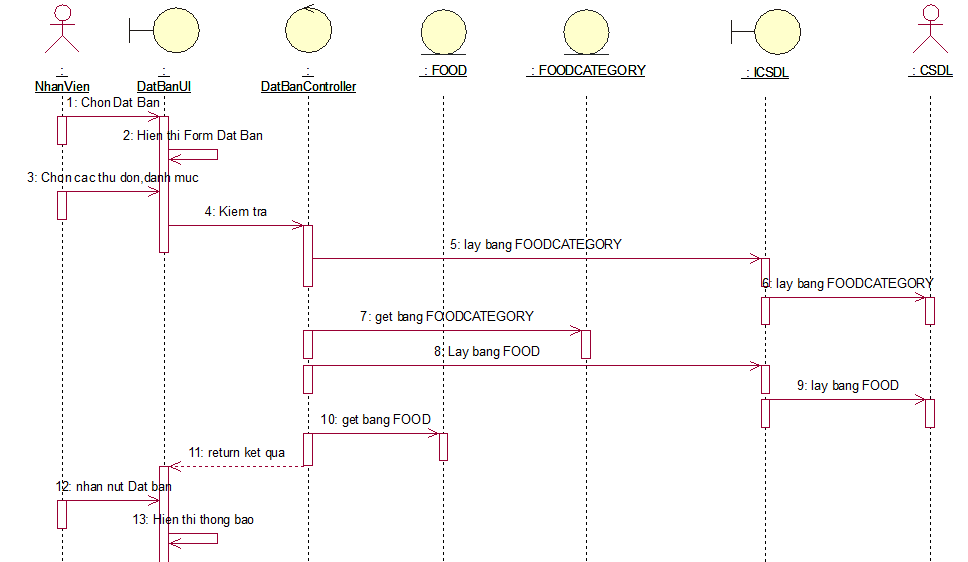 :
NhanVien
:
DatBanUI
:
DatBanController
: FOOD
: FOODCATEGORY
: ICSDL
: CSDL
1: Chon Dat Ban
2: Hien thi Form Dat Ban
3: Chon cac thu don,danh muc
4: Kiem tra
5: lay bang FOODCATEGORY
6: lay bang FOODCATEGORY
7: get bang FOODCATEGORY
8: Lay bang FOOD
9: lay bang FOOD
10: get bang FOOD
11: return ket qua
12: nhan nut Dat ban
13: Hien thi thong bao